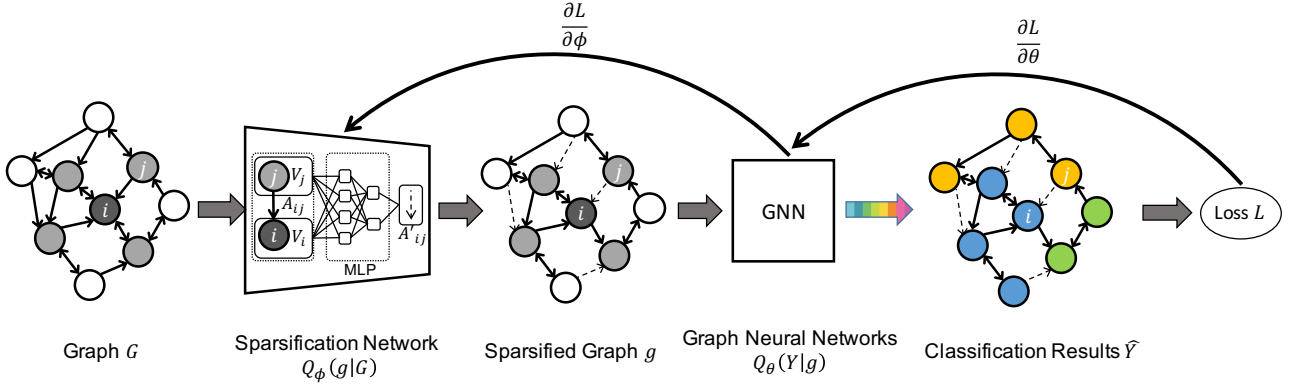 ∂L/∂ϕ
∂L/∂θ
j
i
j
V_j
A_ij
i
V_i
A'_ij
MLP
j
i
GNN
j
i
Loss L
Graph G
Sparsification Network
Q_ϕ(g|G)
Sparsified Graph g
Graph Neural Networks
Q_θ(Y|g)
Classification Results Ŷ